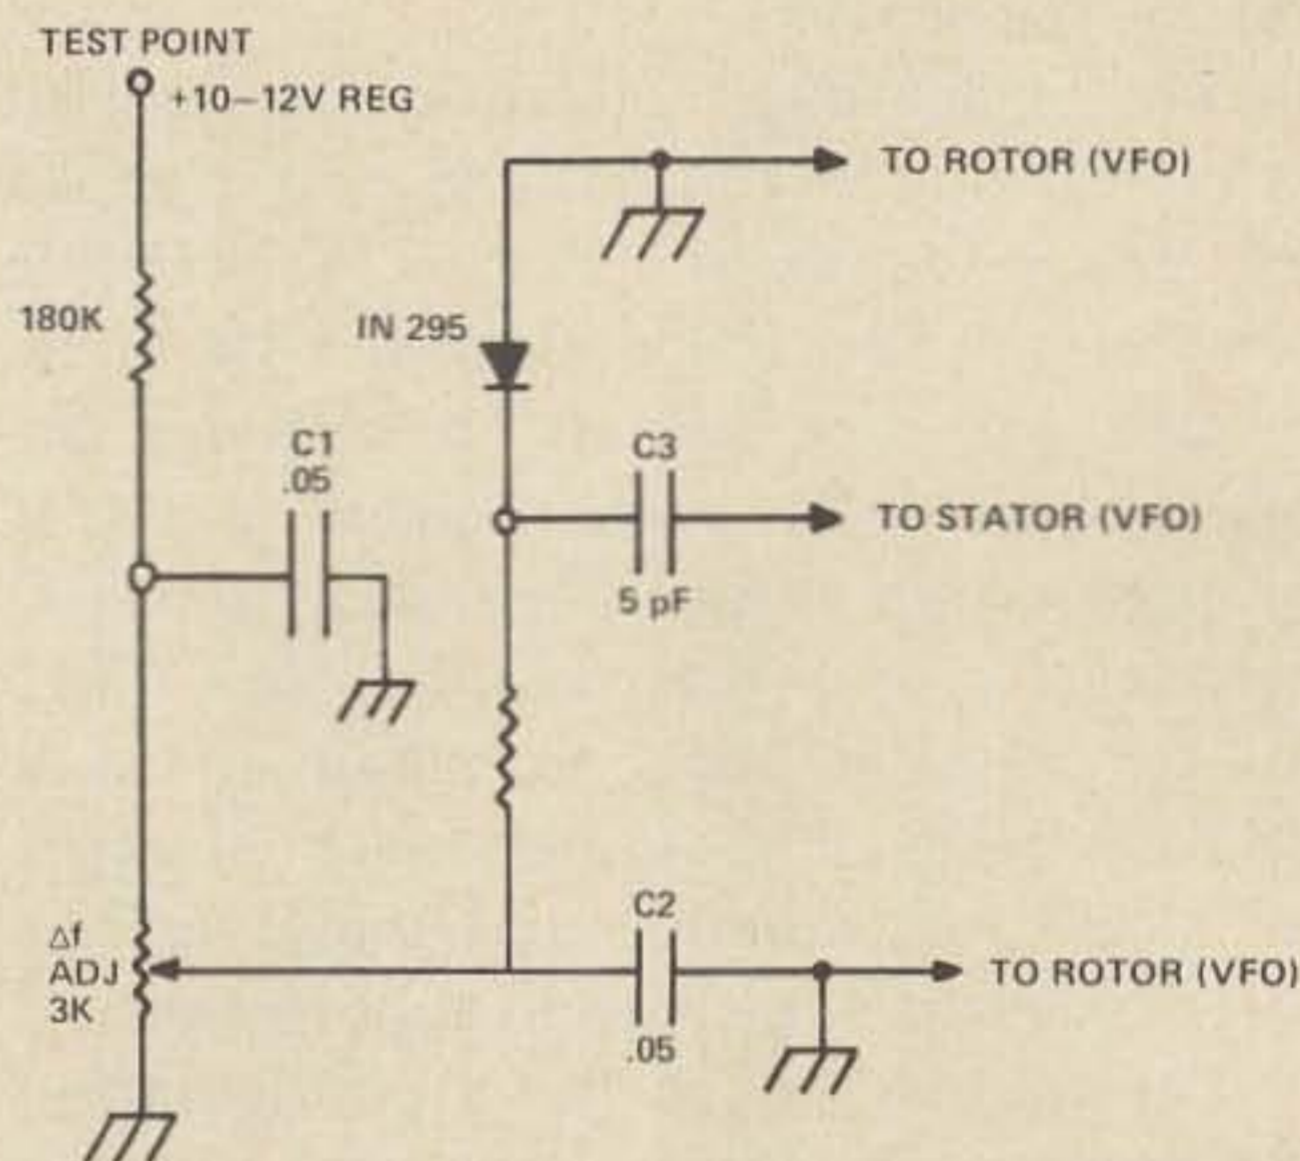 TEST POINT
+10–12V REG
TO ROTOR (VFO)
180K
IN 295
C1
.05
C3
TO STATOR (VFO)
5 pF
Δf
ADJ
3K
C2
TO ROTOR (VFO)
.05